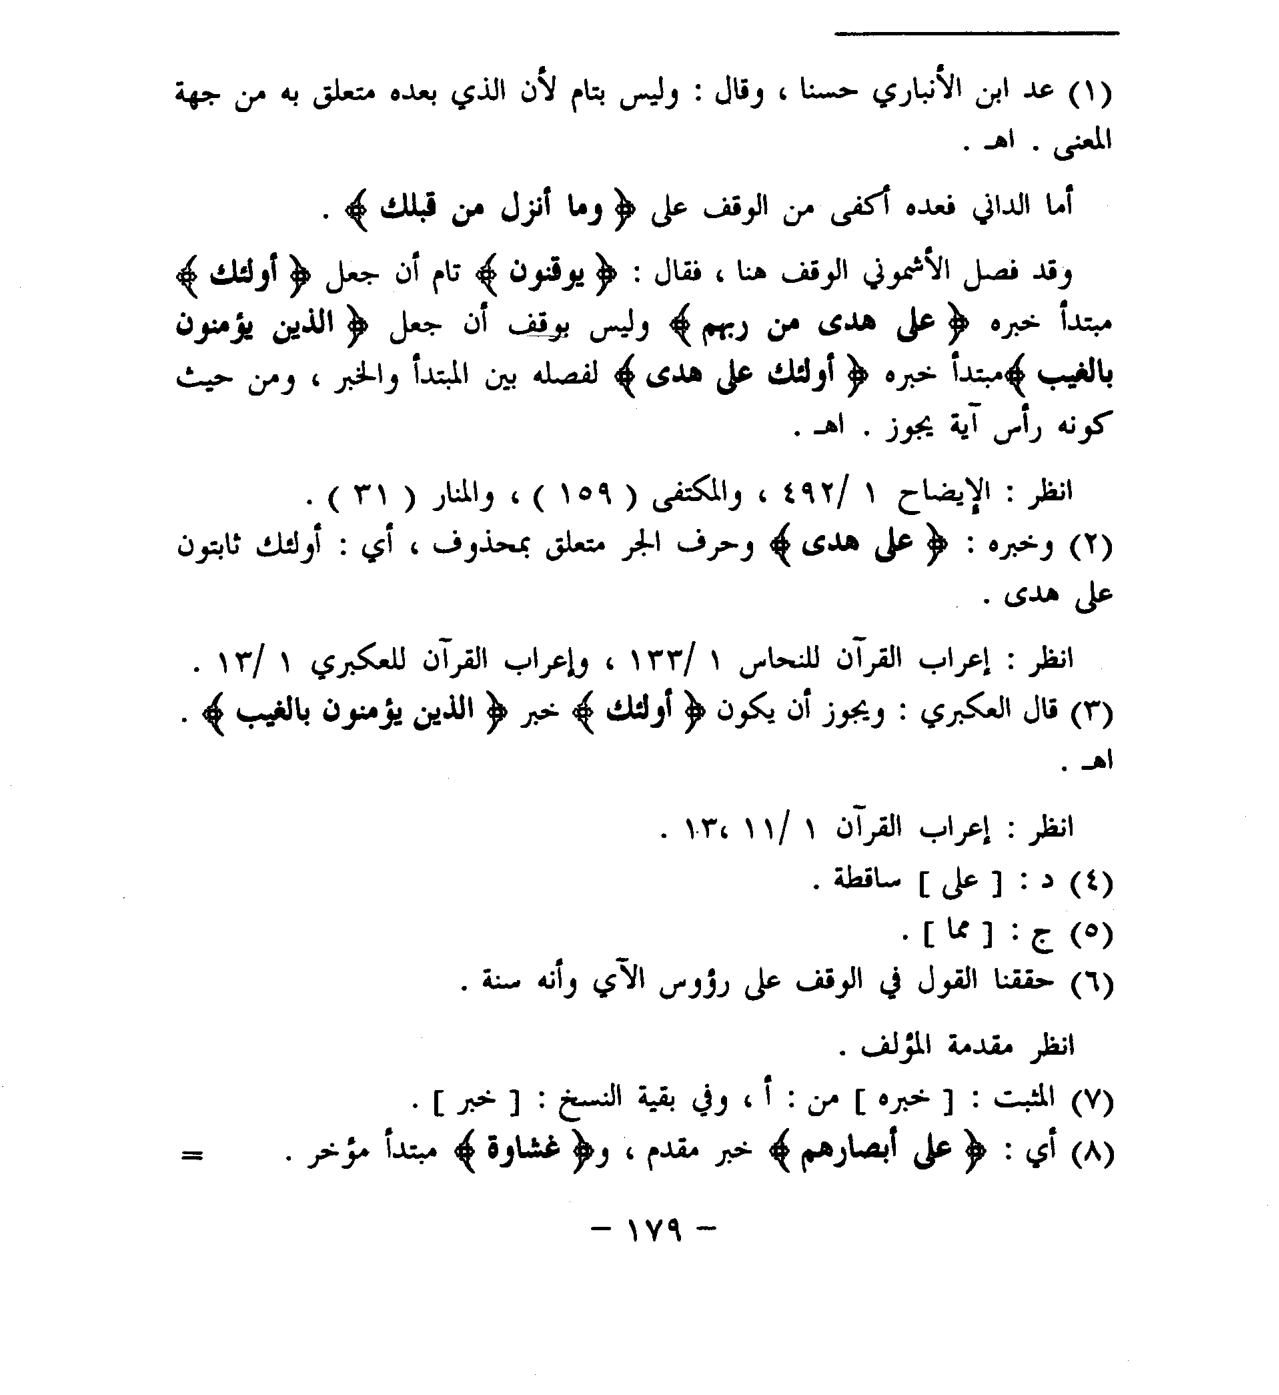 (١) عد ابن الأنباري حسنا ، وقال : وليس بتام لأن الذي بعده متعلق به من جهة
المعنى . اهـ .
أما الداني فعده أكفى من الوقف على ﴿ وما أنزل من قبلك ﴾ .
وقد فصل الأشموني الوقف هنا ، فقال : ﴿ يوقنون ﴾ تام أن جعل ﴿ أولئك ﴾
مبتدأ خبره ﴿ على هدى من ربهم ﴾ وليس بوقف أن جعل ﴿ الذين يؤمنون
بالغيب ﴾مبتدأ خبره ﴿ أولئك على هدى ﴾ لفصله بين المبتدأ والخبر ، ومن حيث
كونه رأس آية يجوز . اهـ .
انظر : الإيضاح ١ /٤٩٢ ، والمكتفى ( ١٥٩ ) ، والمنار ( ٣١ ) .
(٢) وخبره : ﴿ على هدى ﴾ وحرف الجر متعلق بمحذوف ، أي : أولئك ثابتون
على هدى .
انظر : إعراب القرآن للنحاس ١ /١٣٣ ، وإعراب القرآن للعكبري ١ /١٣ .
(٣) قال العكبري : ويجوز أن يكون ﴿ أولئك ﴾ خبر ﴿ الذين يؤمنون بالغيب ﴾ .
اهـ .
انظر : إعراب القرآن ١ /١١ ،١٣ .
(٤) د : [ على ] ساقطة .
(٥) ج : [ مما ] .
(٦) حققنا القول في الوقف على رؤوس الآي وأنه سنة .
انظر مقدمة المؤلف .
(٧) المثبت : [ خبره ] من : أ ، وفي بقية النسخ : [ خبر ] .
(٨) أي : ﴿ على أبصارهم ﴾ خبر مقدم ، و﴿ غشاوة ﴾ مبتدأ مؤخر . =
– ١٧٩ –